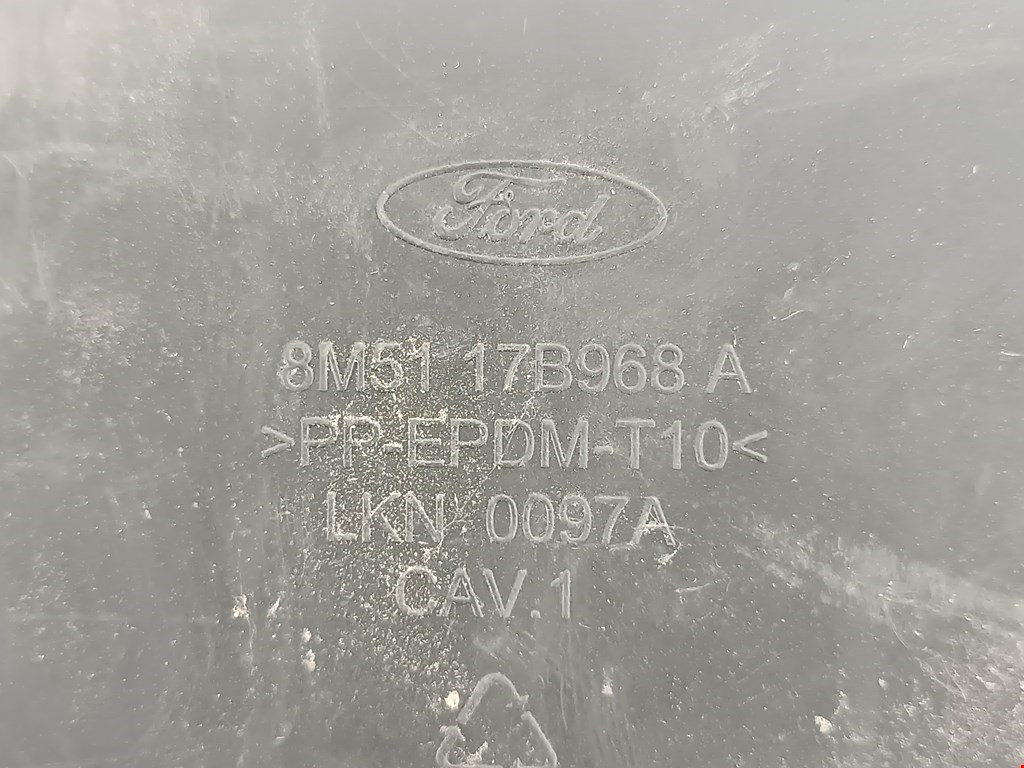 Ford
8M51 17B968 A
>PP-EPDM-T10<
LKN 0097A
CAV 1